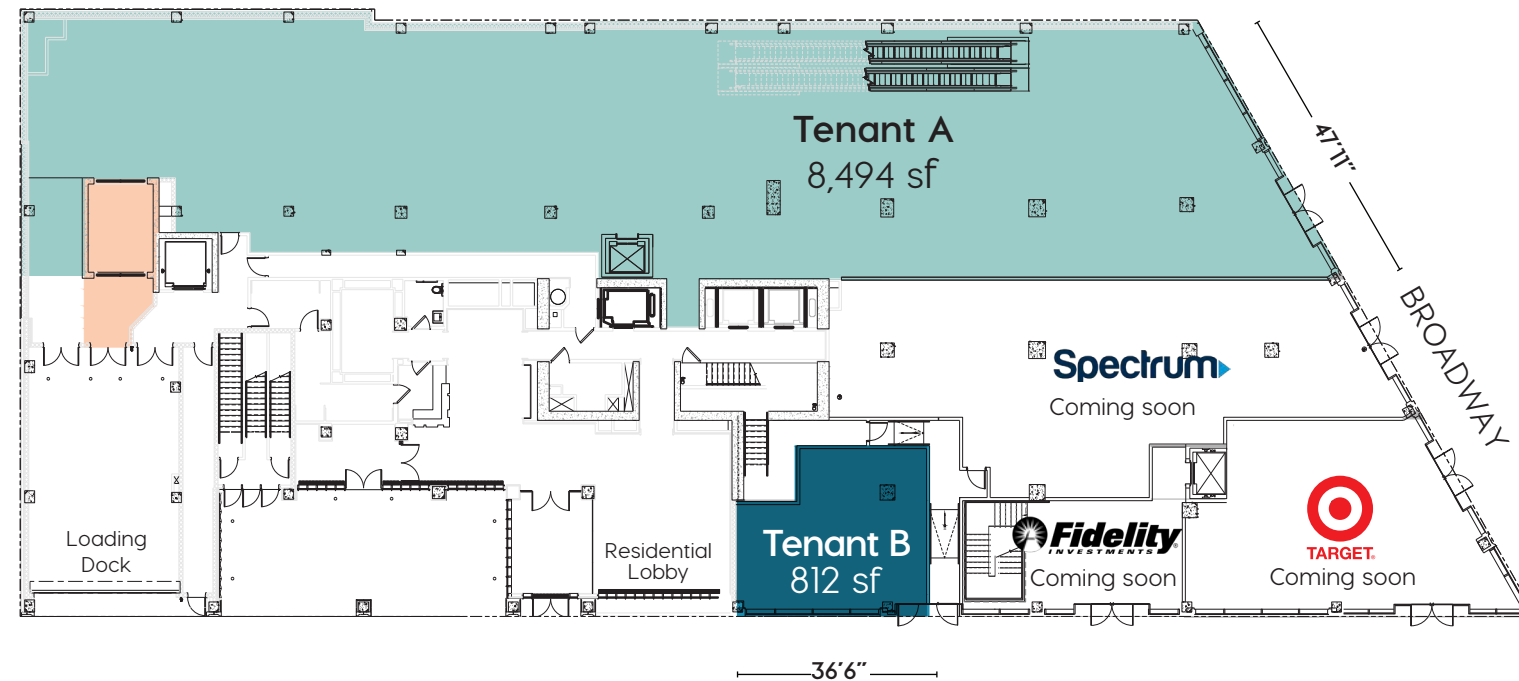 Tenant A
8,494 sf
47'11"
BROADWAY
Spectrum
Coming soon
Loading
Dock
Residential
Lobby
Tenant B
812 sf
Fidelity
INVESTMENTS
Coming soon
TARGET
Coming soon
36'6"